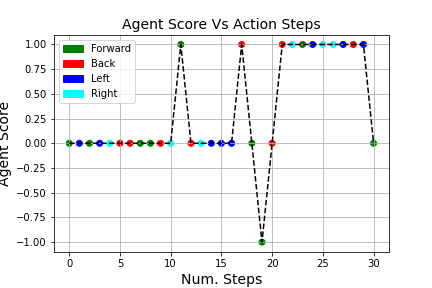 Agent Score Vs Action Steps
Agent Score
1.00
0.75
0.50
0.25
0.00
−0.25
−0.50
−0.75
−1.00
Forward
Back
Left
Right
0 5 10 15 20 25 30
Num. Steps